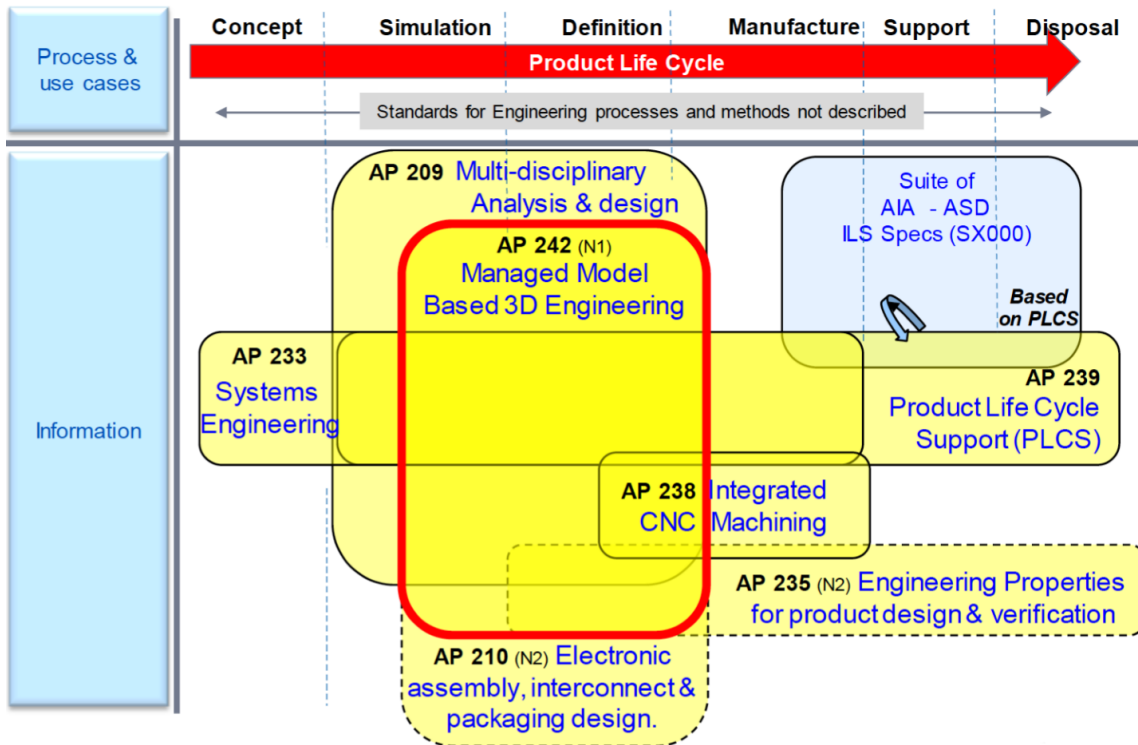 Concept Simulation Definition Manufacture Support Disposal
Process &
use cases
Product Life Cycle
Standards for Engineering processes and methods not described
Information
AP 209 Multi-disciplinary
Analysis & design
AP 242 (N1)
Managed Model
Based 3D Engineering
Suite of
AIA - ASD
ILS Specs (SX000)
Based
on PLCS
AP 233
Systems
Engineering
AP 239
Product Life Cycle
Support (PLCS)
AP 238 Integrated
CNC Machining
AP 235 (N2) Engineering Properties
for product design & verification
AP 210 (N2) Electronic
assembly, interconnect &
packaging design.